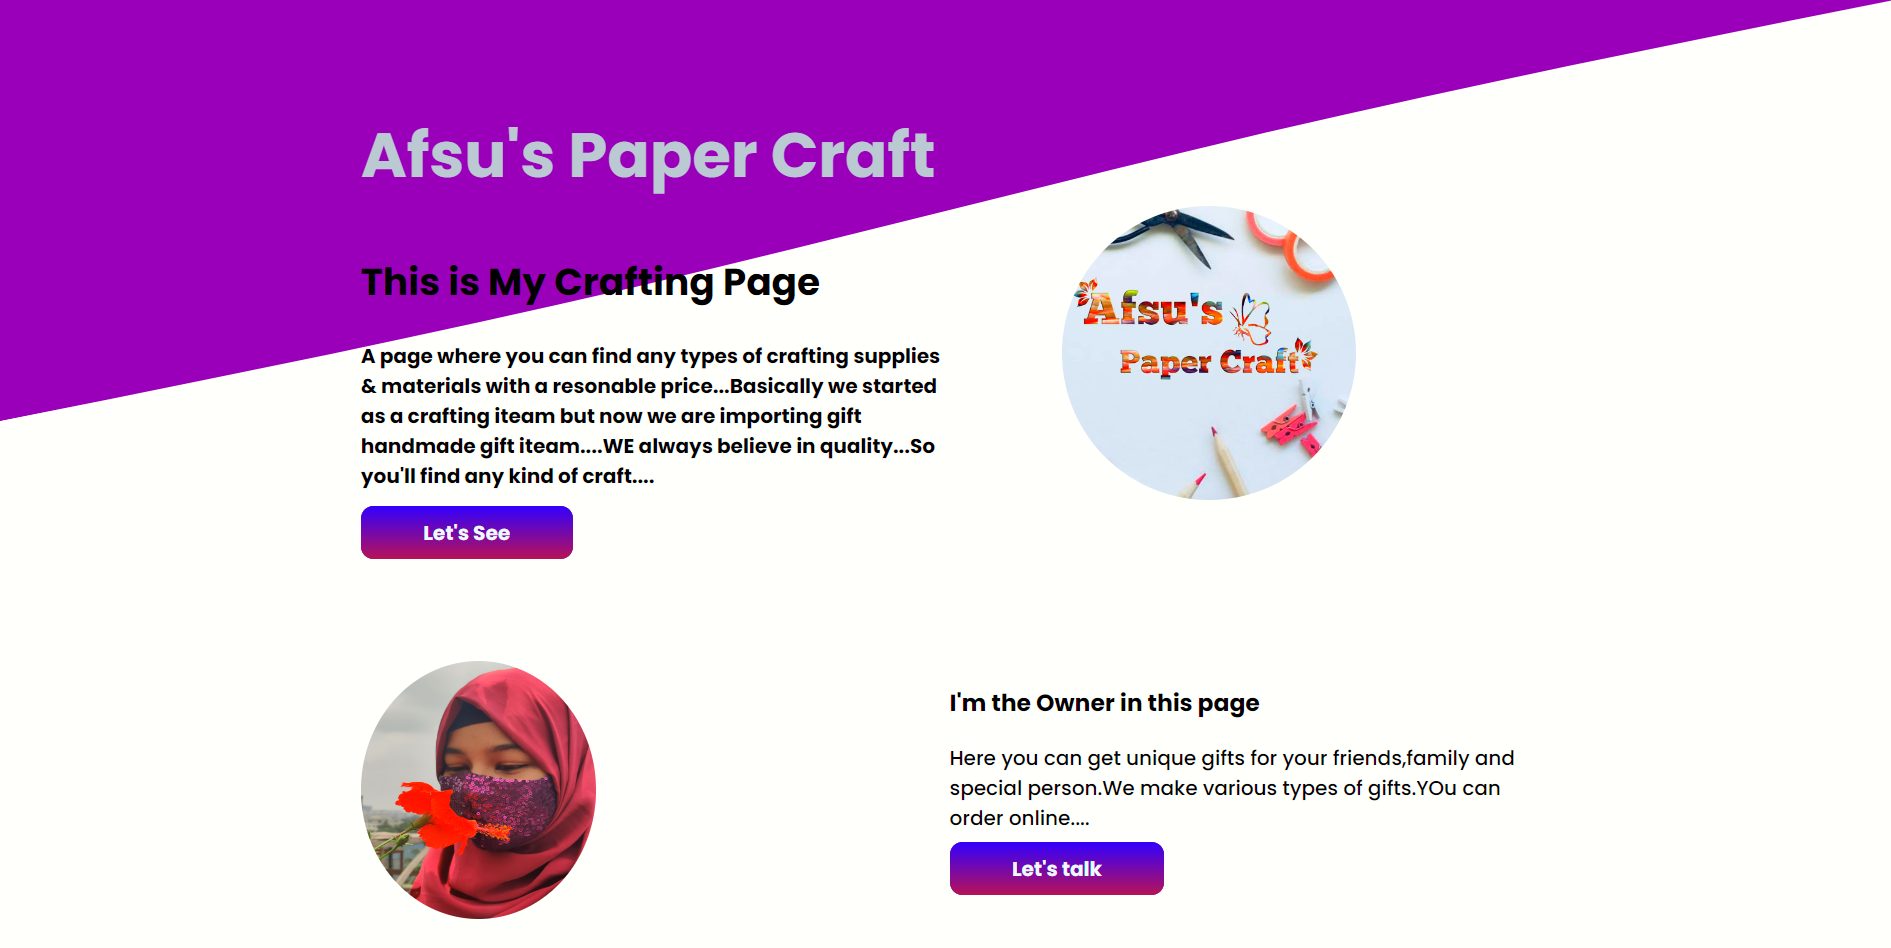 Afsu's Paper Craft
This is My Crafting Page
A page where you can find any types of crafting supplies
& materials with a resonable price...Basically we started
as a crafting iteam but now we are importing gift
handmade gift iteam....WE always believe in quality...So
you'll find any kind of craft....
Let's See
Afsu's
Paper Craft
I'm the Owner in this page
Here you can get unique gifts for your friends,family and
special person.We make various types of gifts.YOu can
order online....
Let's talk